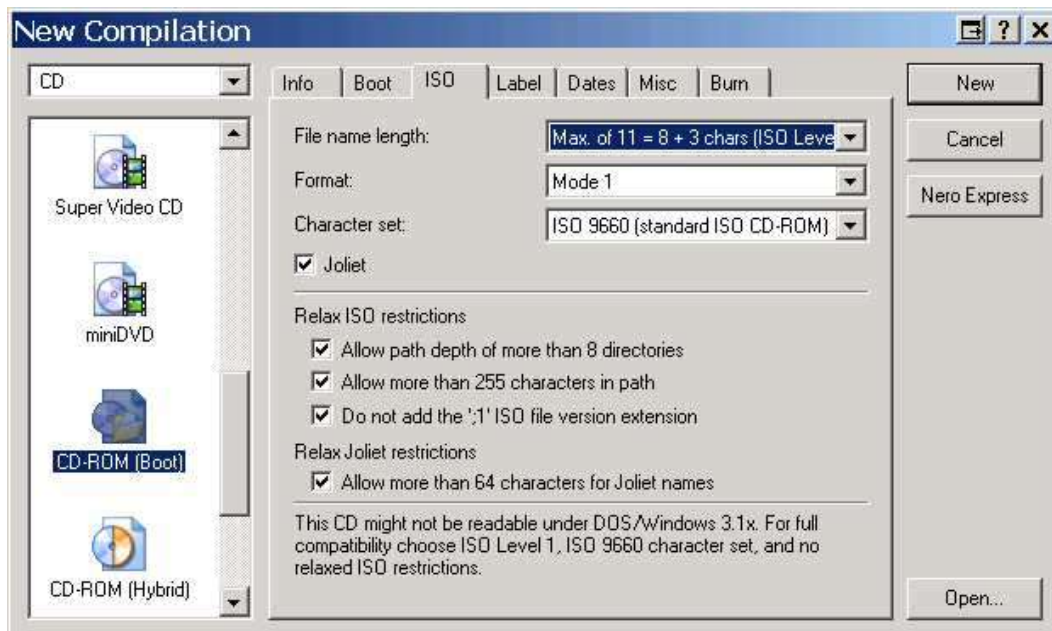 New Compilation
CD
Super Video CD
miniDVD
CD-ROM (Boot)
CD-ROM (Hybrid)
Info Boot ISO Label Dates Misc Burn
File name length: Max. of 11 = 8 + 3 chars (ISO Leve
Format: Mode 1
Character set: ISO 9660 (standard ISO CD-ROM)
Joliet
Relax ISO restrictions
Allow path depth of more than 8 directories
Allow more than 255 characters in path
Do not add the ';1' ISO file version extension
Relax Joliet restrictions
Allow more than 64 characters for Joliet names
This CD might not be readable under DOS/Windows 3.1x. For full
compatibility choose ISO Level 1, ISO 9660 character set, and no
relaxed ISO restrictions.
New
Cancel
Nero Express
Open...